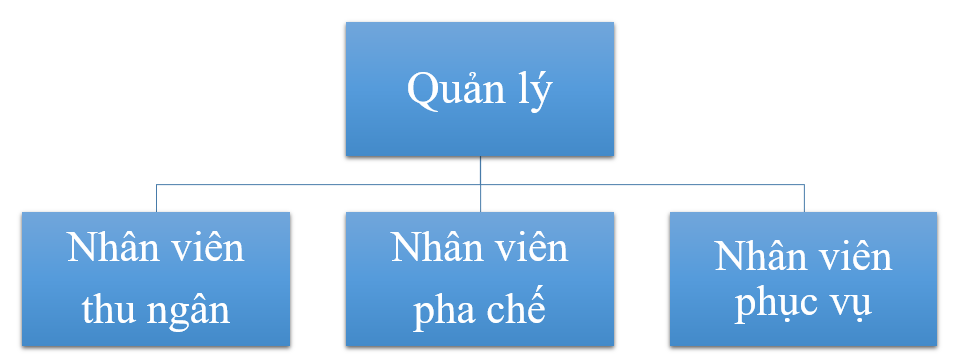 Quản lý
Nhân viên
thu ngân
Nhân viên
pha chế
Nhân viên
phục vụ